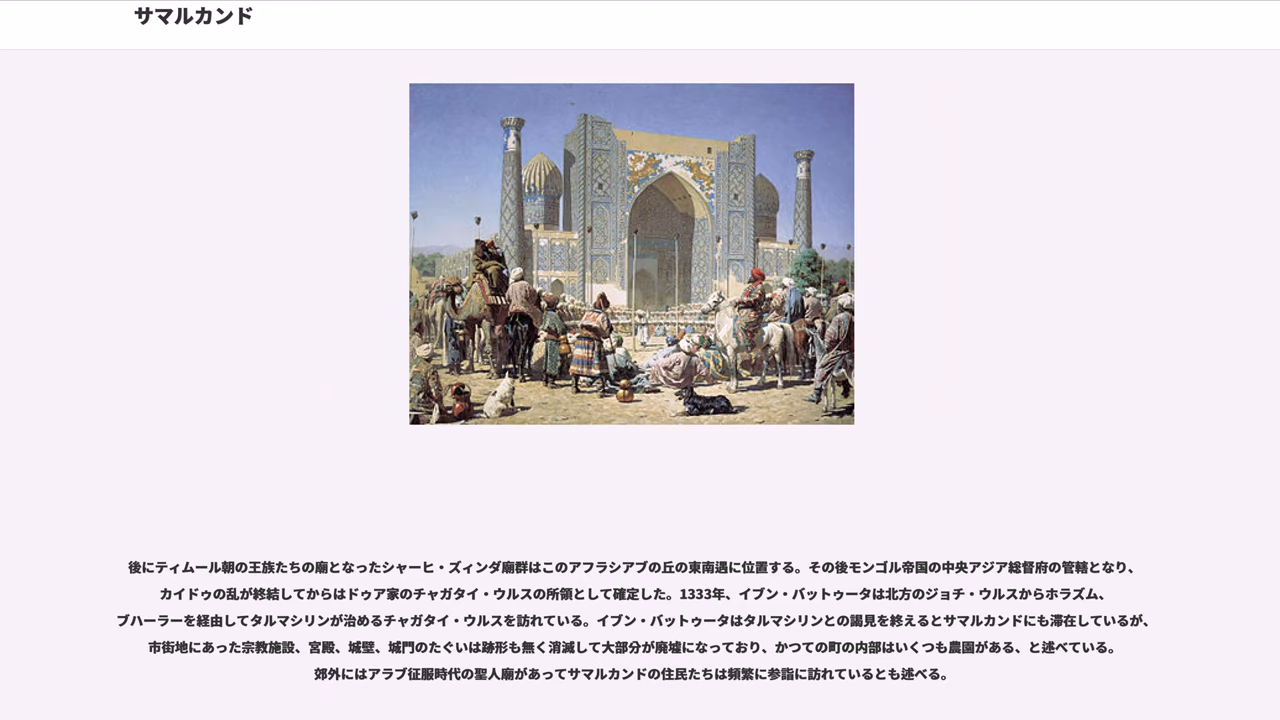 サマルカンド
後にティムール朝の王族たちの廟となったシャーヒ・ズィンダ廟群はこのアフラシアブの丘の東南遇に位置する。その後モンゴル帝国の中央アジア総督府の管轄となり、
カイドゥの乱が終結してからはドゥア家のチャガタイ・ウルスの所領として確定した。1333年、イブン・バットゥータは北方のジョチ・ウルスからホラズム、
ブハーラーを経由してタルマシリンが治めるチャガタイ・ウルスを訪れている。イブン・バットゥータはタルマシリンとの謁見を終えるとサマルカンドにも滞在しているが、
市街地にあった宗教施設、宮殿、城壁、城門のたぐいは跡形も無く消滅して大部分が廃墟になっており、かつての町の内部はいくつも農園がある、と述べている。
郊外にはアラブ征服時代の聖人廟があってサマルカンドの住民たちは頻繁に参詣に訪れているとも述べる。